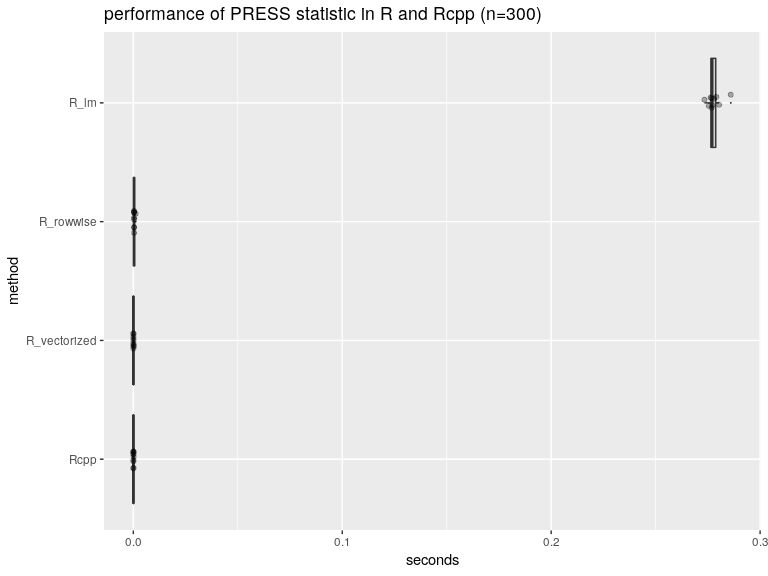 performance of PRESS statistic in R and Rcpp (n=300)
method
R_lm
R_rowwise
R_vectorized
Rcpp
0.0 0.1 0.2 0.3
seconds